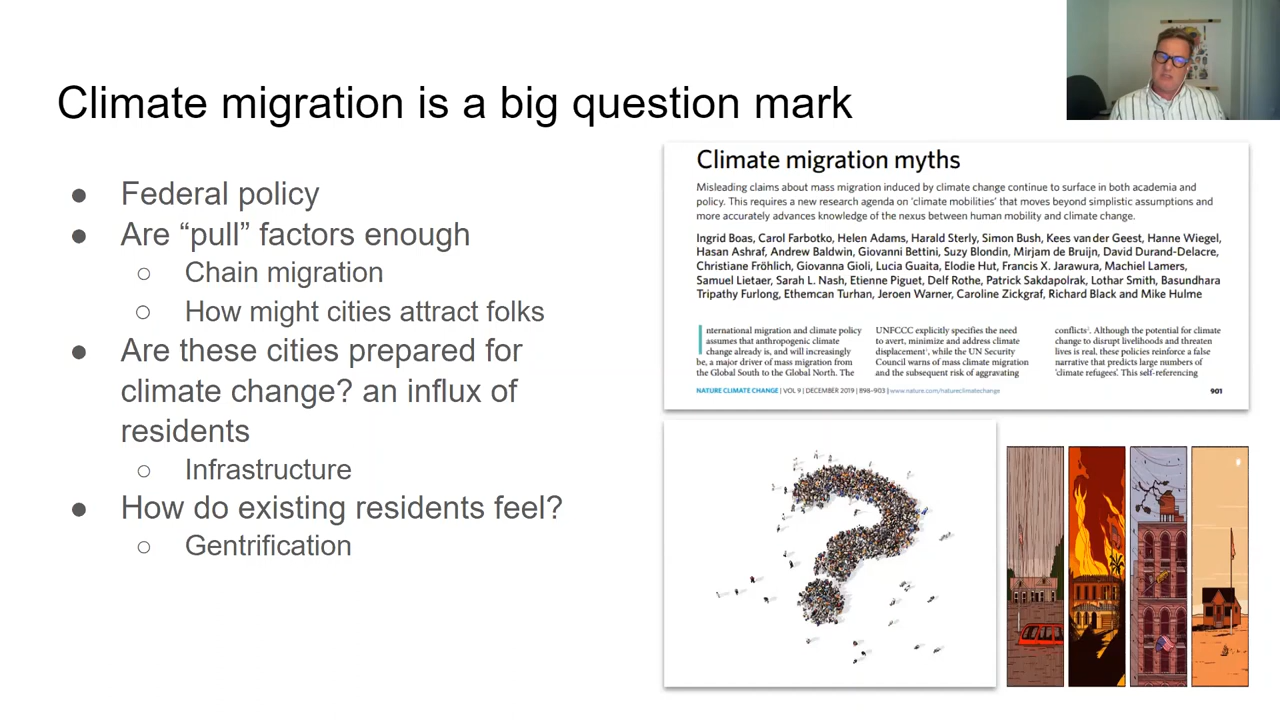 Climate migration is a big question mark
● Federal policy
● Are “pull” factors enough
○ Chain migration
○ How might cities attract folks
● Are these cities prepared for
climate change? an influx of
residents
○ Infrastructure
● How do existing residents feel?
○ Gentrification
Climate migration myths
Misleading claims about mass migration induced by climate change continue to surface in both academia and
policy. This requires a new research agenda on ‘climate mobilities’ that moves beyond simplistic assumptions and
more accurately advances knowledge of the nexus between human mobility and climate change.
Ingrid Boas, Carol Farbotko, Helen Adams, Harald Sterly, Simon Bush, Kees van der Geest, Hanne Wiegel,
Hasan Ashraf, Andrew Baldwin, Giovanni Bettini, Suzy Blondin, Mirjam de Bruijn, David Durand-Delacre,
Christiane Fröhlich, Giovanna Gioli, Lucia Guaita, Elodie Hut, Francis X. Jarawura, Machiel Lamers,
Samuel Lietaer, Sarah L. Nash, Etienne Piguet, Delf Rothe, Patrick Sakdapolrak, Lothar Smith, Basundhara
Tripathy Furlong, Ethemcan Turhan, Jeroen Warner, Caroline Zickgraf, Richard Black and Mike Hulme
International migration and climate policy
assumes that anthropogenic climate
change already is, and will increasingly
be, a major driver of mass migration from
the Global South to the Global North. The
UNFCCC explicitly specifies the need
to avert, minimize and address climate
displacement¹, while the UN Security
Council warns of mass climate migration
and the subsequent risk of aggravating
conflicts². Although the potential for climate
change to disrupt livelihoods and threaten
lives is real, these policies reinforce a false
narrative that predicts large numbers of
‘climate refugees’. This self-referencing
NATURE CLIMATE CHANGE | VOL 9 | DECEMBER 2019 | 898–903 | www.nature.com/natureclimatechange
901